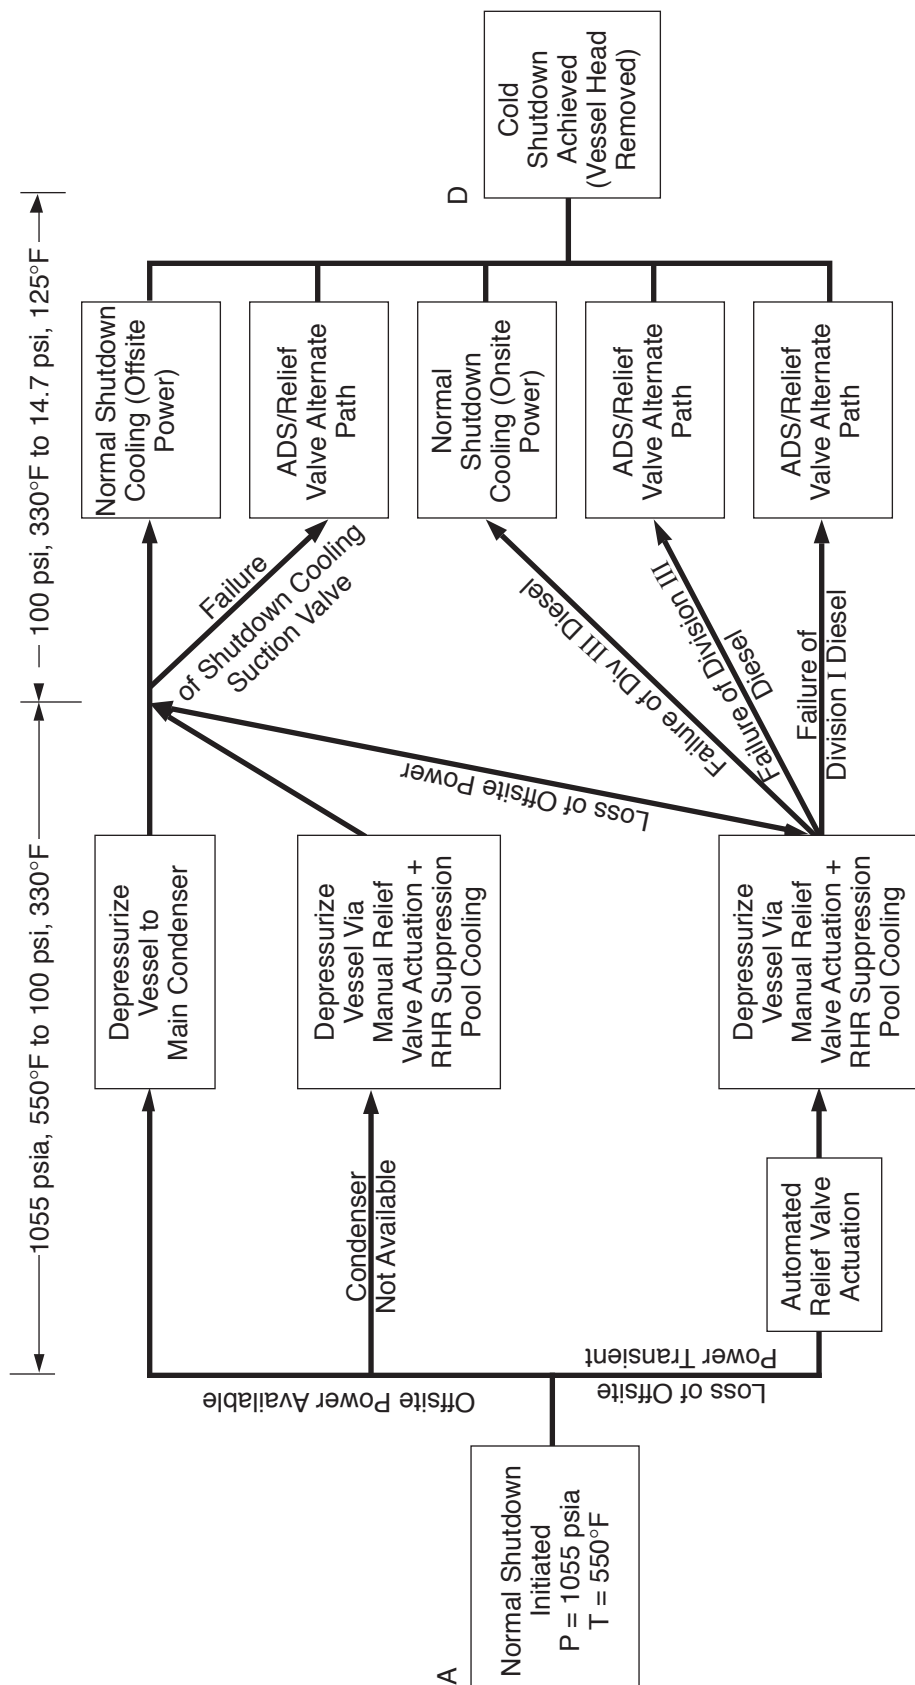 1055 psia, 550°F to 100 psi, 330°F
100 psi, 330°F to 14.7 psi, 125°F
A
Normal Shutdown
Initiated
P = 1055 psia
T = 550°F
Offsite Power Available
Loss of Offsite
Power Transient
Condenser
Not Available
Automated
Relief Valve
Actuation
Depressurize
Vessel to
Main Condenser
Depressurize
Vessel Via
Manual Relief
Valve Actuation +
RHR Suppression
Pool Cooling
Depressurize
Vessel Via
Manual Relief
Valve Actuation +
RHR Suppression
Pool Cooling
Loss of Offsite Power
Failure
of Shutdown Cooling
Suction Valve
Failure of Div III Diesel
Failure of Division III
Diesel
Failure of
Division I Diesel
Normal Shutdown
Cooling (Offsite
Power)
ADS/Relief
Valve Alternate
Path
Normal
Shutdown
Cooling (Onsite
Power)
ADS/Relief
Valve Alternate
Path
ADS/Relief
Valve Alternate
Path
D
Cold
Shutdown
Achieved
(Vessel Head
Removed)